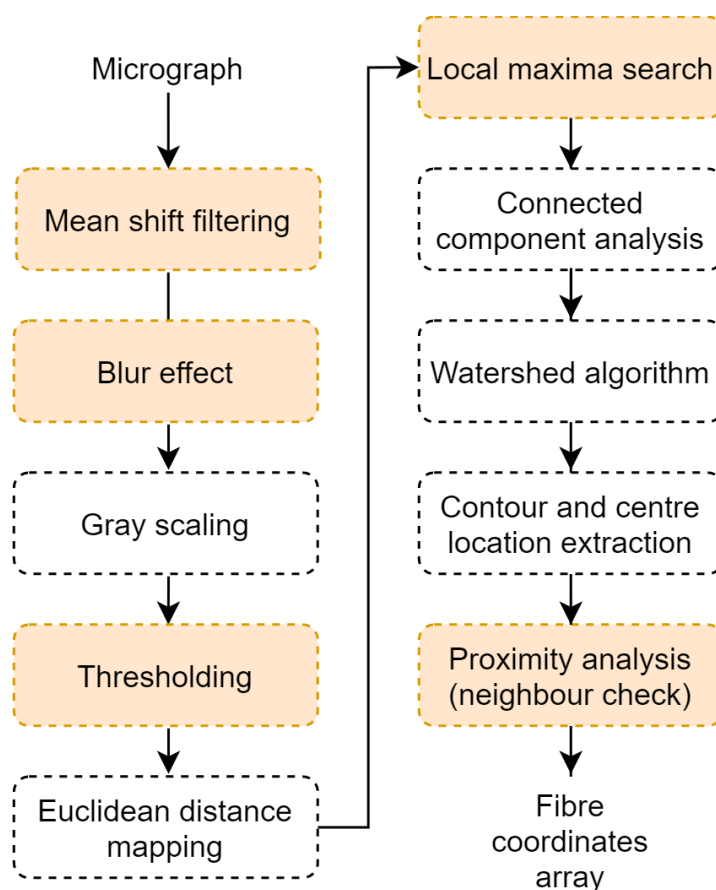 Micrograph
Mean shift filtering
Blur effect
Gray scaling
Thresholding
Euclidean distance
mapping
Local maxima search
Connected
component analysis
Watershed algorithm
Contour and centre
location extraction
Proximity analysis
(neighbour check)
Fibre
coordinates
array